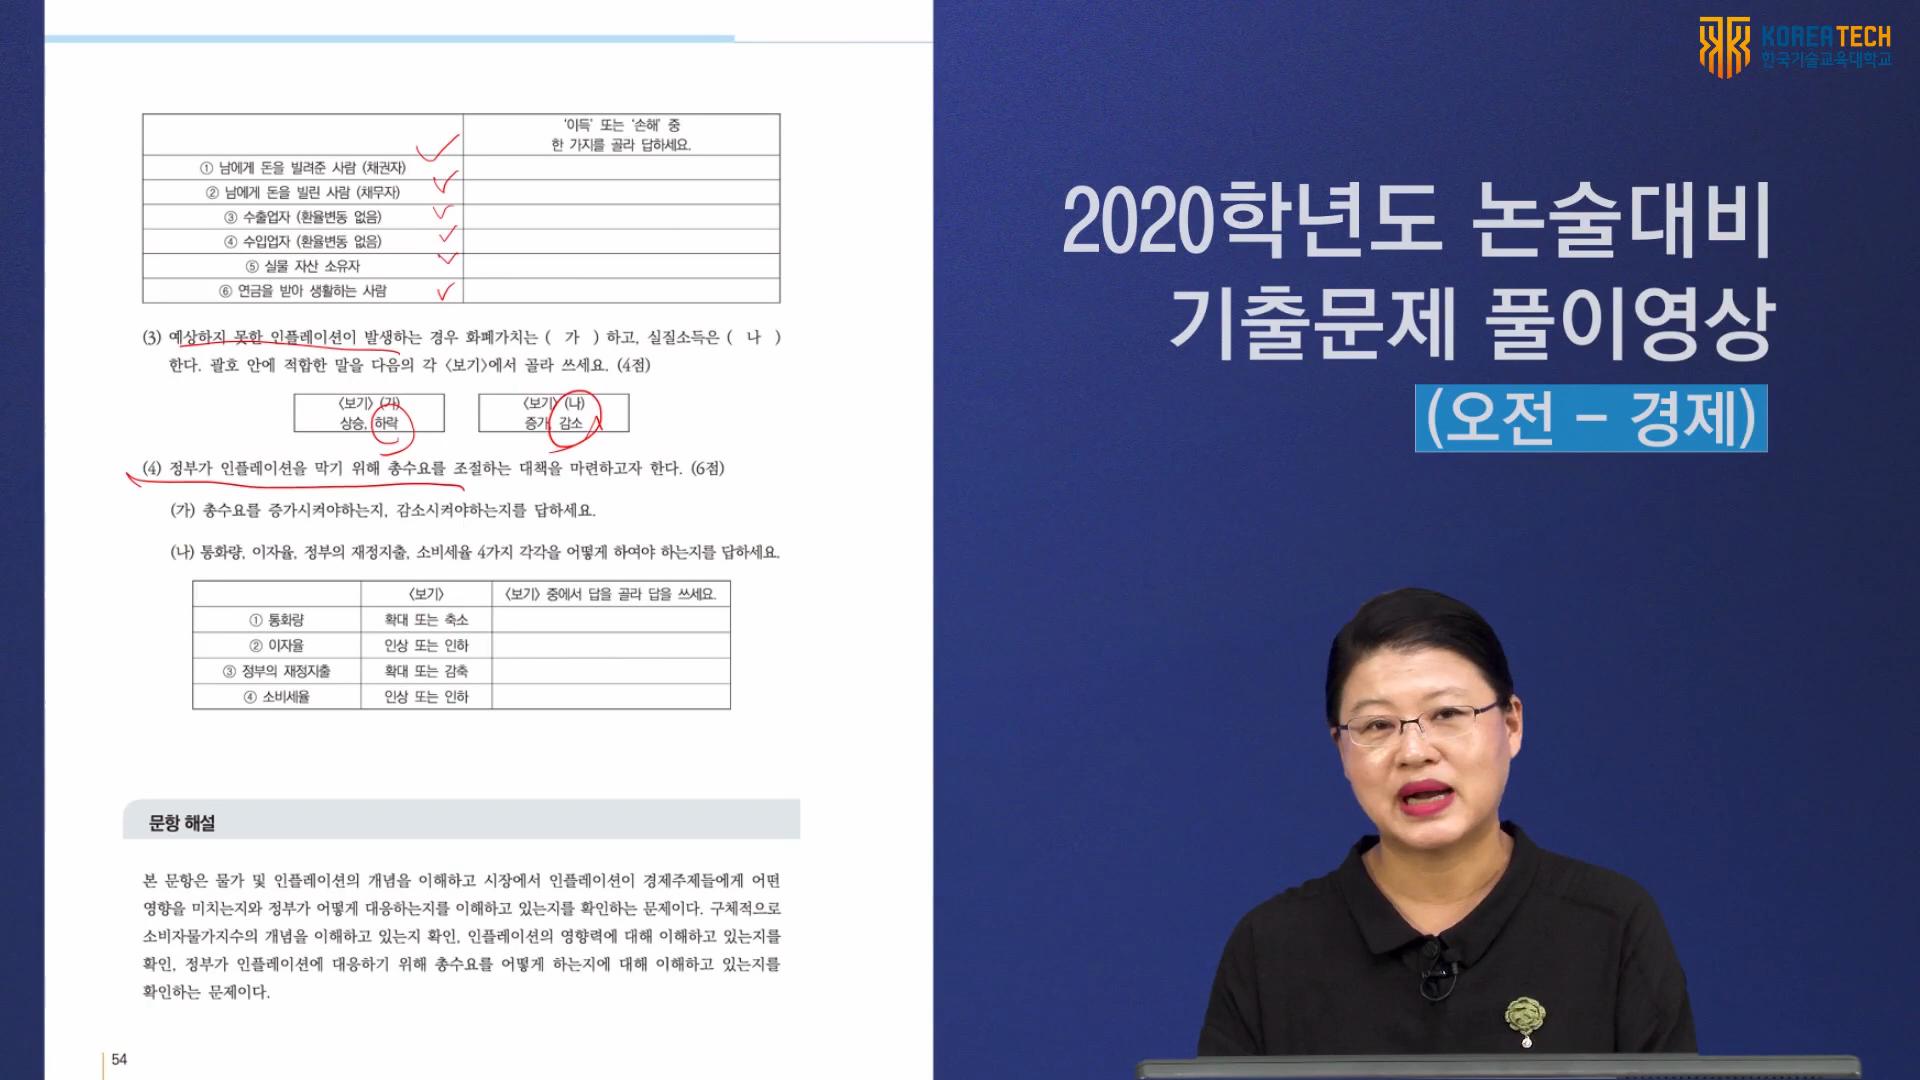 '이득' 또는 '손해' 중
한 가지를 골라 답하세요.
① 남에게 돈을 빌려준 사람 (채권자)
② 남에게 돈을 빌린 사람 (채무자)
③ 수출업자 (환율변동 없음)
④ 수입업자 (환율변동 없음)
⑤ 실물 자산 소유자
⑥ 연금을 받아 생활하는 사람
(3) 예상하지 못한 인플레이션이 발생하는 경우 화폐가치는 ( 가 ) 하고, 실질소득은 ( 나 )
한다. 괄호 안에 적합한 말을 다음의 각 〈보기〉에서 골라 쓰세요. (4점)
〈보기〉 (가)
상승, 하락
〈보기〉 (나)
증가, 감소
(4) 정부가 인플레이션을 막기 위해 총수요를 조절하는 대책을 마련하고자 한다. (6점)
(가) 총수요를 증가시켜야하는지, 감소시켜야하는지를 답하세요.
(나) 통화량, 이자율, 정부의 재정지출, 소비세율 4가지 각각을 어떻게 하여야 하는지를 답하세요.
〈보기〉 〈보기〉 중에서 답을 골라 답을 쓰세요.
① 통화량 확대 또는 축소
② 이자율 인상 또는 인하
③ 정부의 재정지출 확대 또는 감축
④ 소비세율 인상 또는 인하
문항 해설
본 문항은 물가 및 인플레이션의 개념을 이해하고 시장에서 인플레이션이 경제주제들에게 어떤
영향을 미치는지와 정부가 어떻게 대응하는지를 이해하고 있는지를 확인하는 문제이다. 구체적으로
소비자물가지수의 개념을 이해하고 있는지 확인, 인플레이션의 영향력에 대해 이해하고 있는지를
확인, 정부가 인플레이션에 대응하기 위해 총수요를 어떻게 하는지에 대해 이해하고 있는지를
확인하는 문제이다.
54
KOREATECH
한국기술교육대학교
2020학년도 논술대비
기출문제 풀이영상
(오전 - 경제)